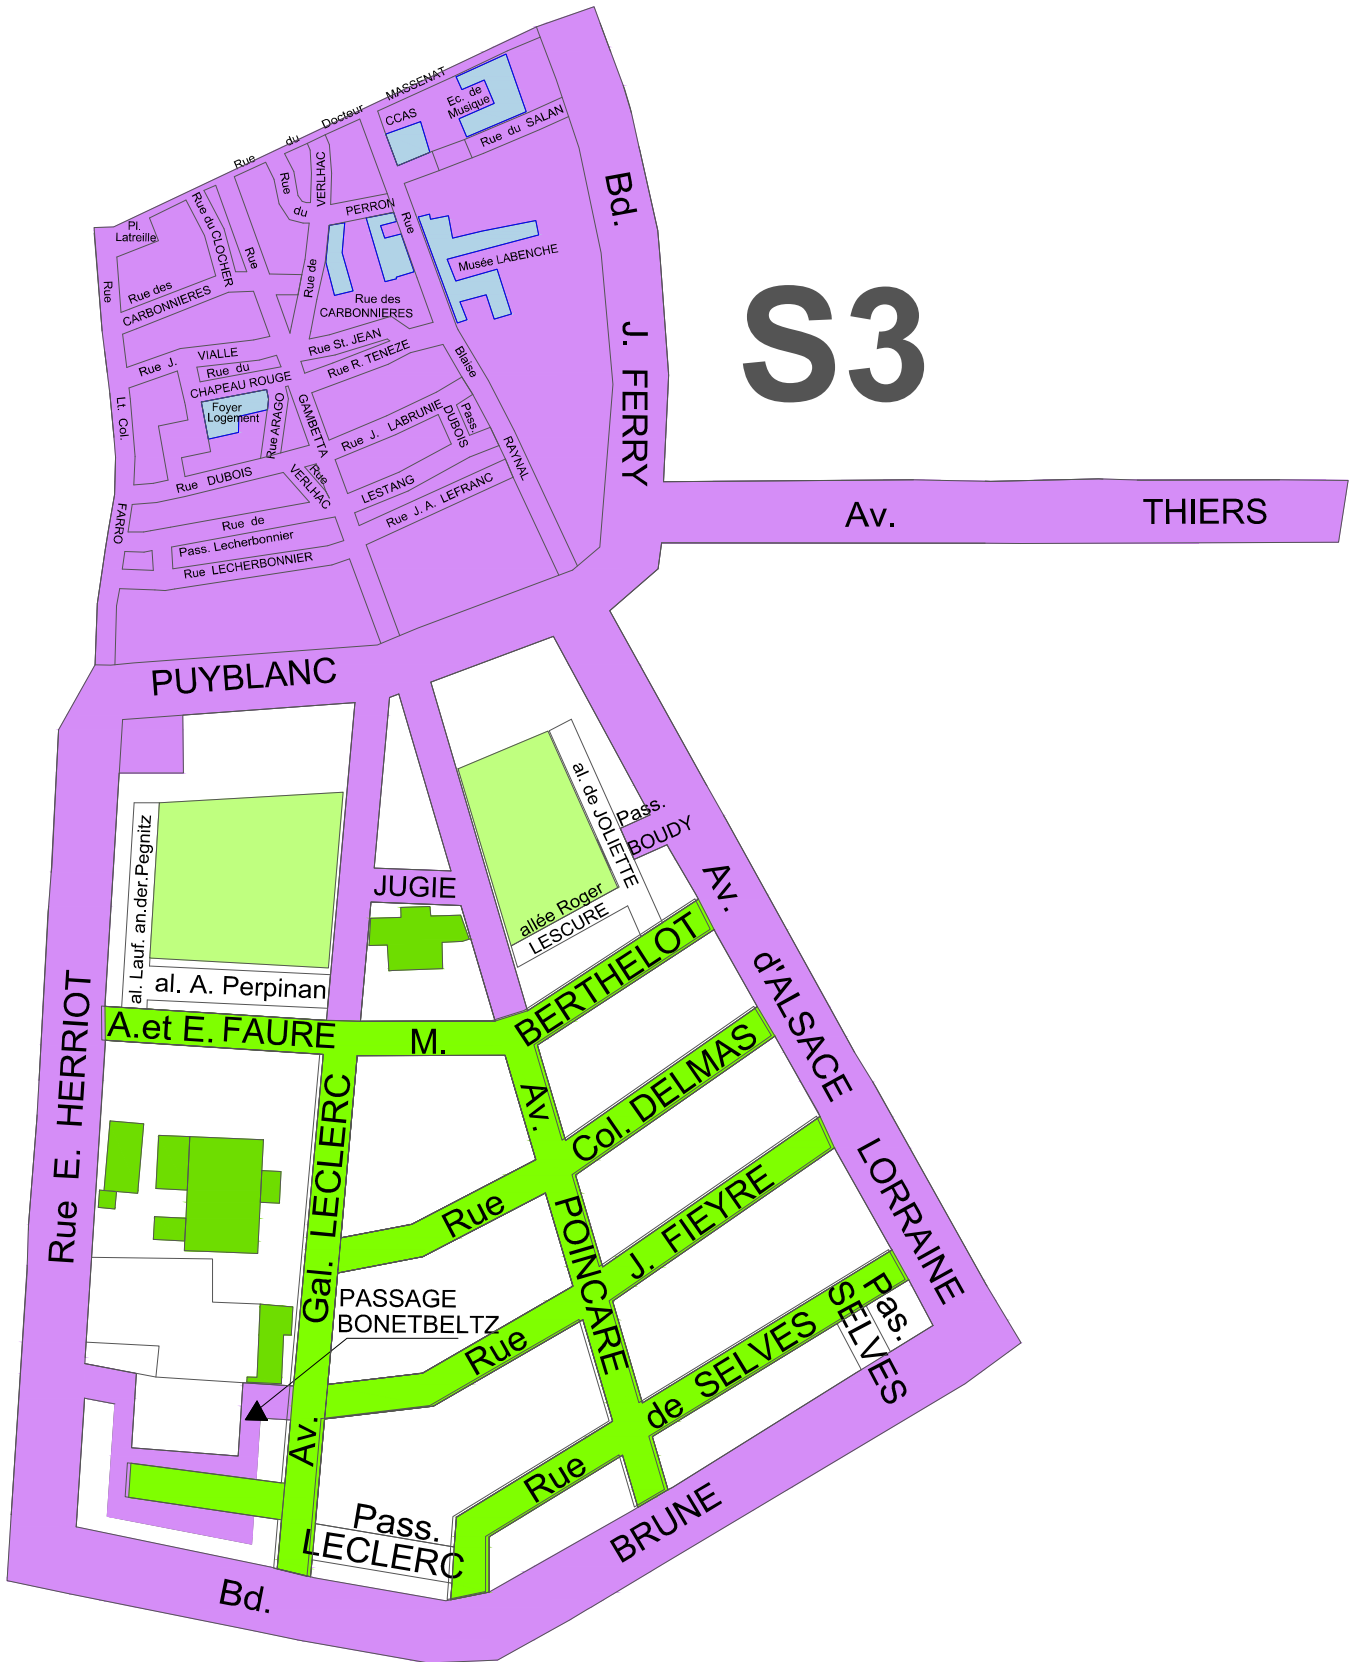 S3
Rue du Docteur MASSENAT
CCAS
Ec. de
Musique
Rue du SALAN
Pl.
Latreille
Rue du CLOCHER
Rue
Rue
du
VERLHAC
PERRON
Rue
Rue des
CARBONNIERES
Rue de
Musée LABENCHE
Rue des
CARBONNIERES
Rue
Lt. Col.
FARRO
Rue J. VIALLE
Rue du
CHAPEAU ROUGE
Rue St. JEAN
Rue R. TENEZE
Blaise
RAYNAL
Foyer
Logement
Rue ARAGO
GAMBETTA
Rue J. LABRUNIE
Pass.
DUBOIS
Rue DUBOIS
Rue
VERLHAC
LESTANG
Rue J. A. LEFRANC
Rue de
Pass. Lecherbonnier
Rue LECHERBONNIER
Bd. J. FERRY
Av. THIERS
PUYBLANC
al. Lauf. an.der.Pegnitz
al. A. Perpinan
JUGIE
al. de JOLIETTE
Pass.
BOUDY
allée Roger
LESCURE
Av. d'ALSACE LORRAINE
Rue E. HERRIOT
A.et E. FAURE
M. BERTHELOT
Av. POINCARE
Rue Col. DELMAS
Rue J. FIEYRE
Av. Gal. LECLERC
PASSAGE
BONETBELTZ
Rue de SELVES
Pas.
SELVES
SELVES
Pass.
LECLERC
Bd. BRUNE